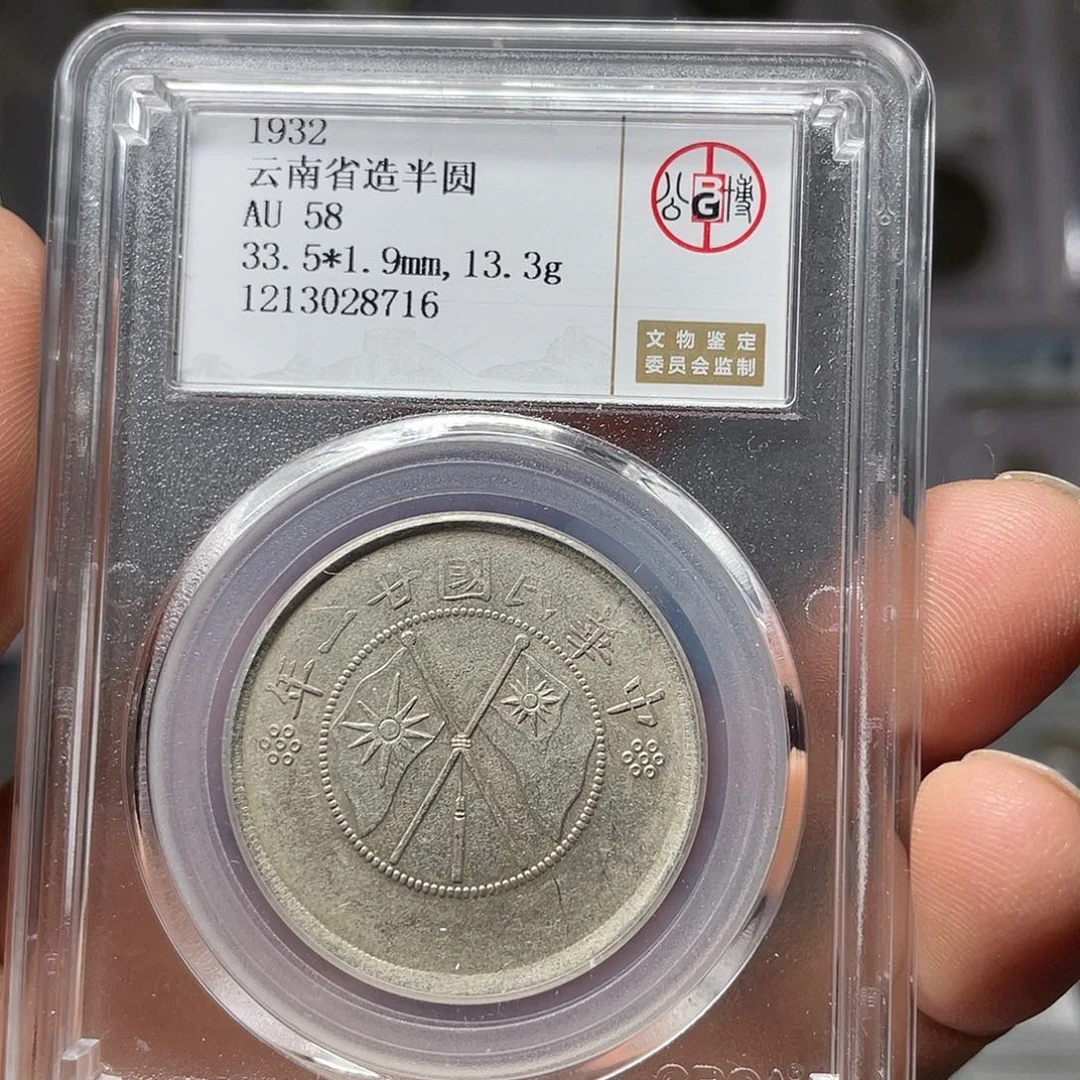 1932
云南省造半圆
AU 58
33.5*1.9mm,13.3g
1213028716
公博
BG
文物鉴定
委员会监制
年一廿國民華中